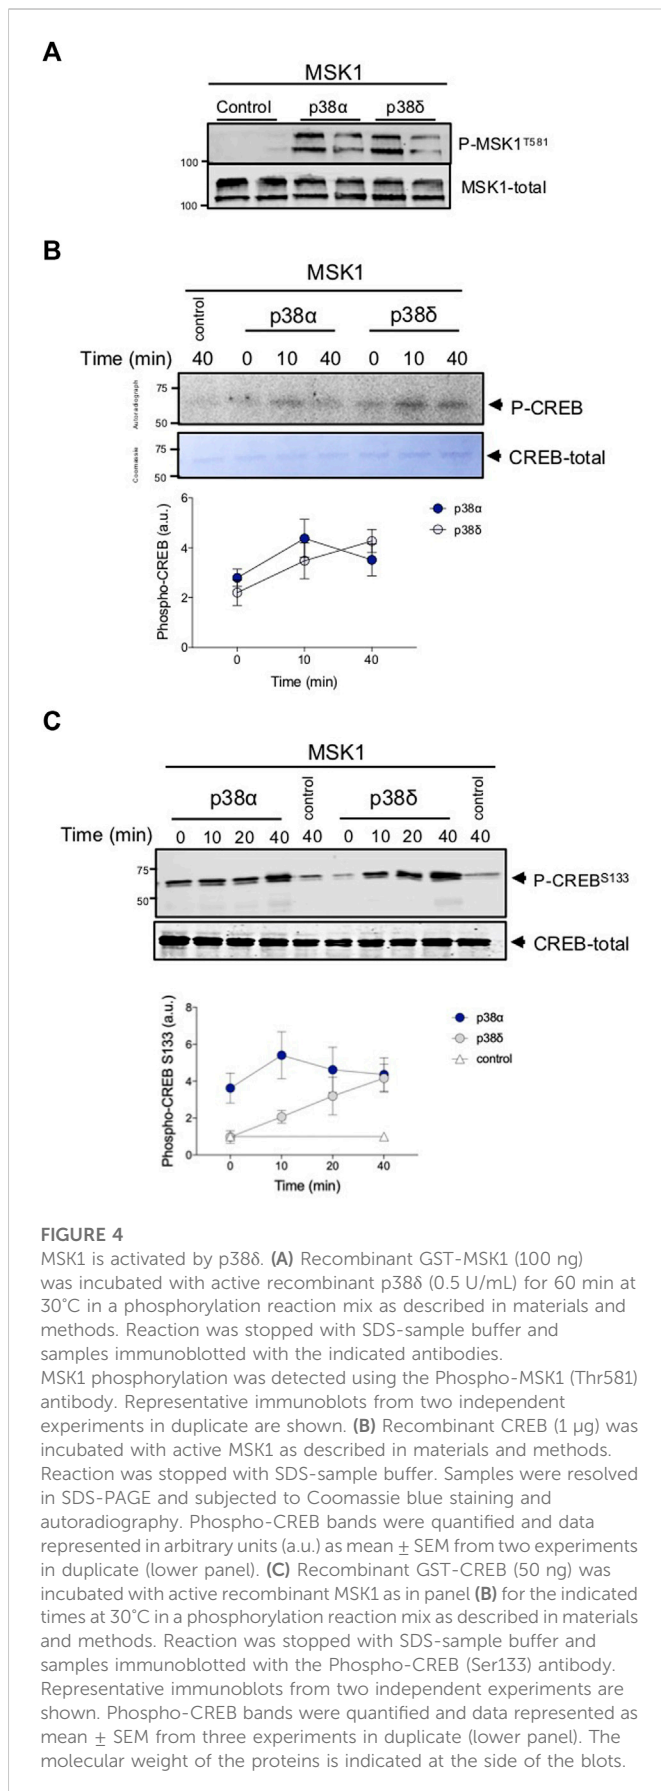 A
MSK1
Control p38α p38δ
P-MSK1T581
100
MSK1-total
100
B
MSK1
control p38α p38δ
Time (min) 40 0 10 40 0 10 40
Autoradiograph
75
P-CREB
50
Coomassie
75
CREB-total
50
Phospho-CREB (a.u.)
6
4
2
0
0 10 40
Time (min)
p38α
p38δ
C
MSK1
p38α control p38δ control
Time (min) 0 10 20 40 40 0 10 20 40 40
75
P-CREBS133
50
CREB-total
Phospho-CREB S133 (a.u.)
8
6
4
2
0
0 10 20 40
Time (min)
p38α
p38δ
control
FIGURE 4
MSK1 is activated by p38δ. (A) Recombinant GST-MSK1 (100 ng)
was incubated with active recombinant p38δ (0.5 U/mL) for 60 min at
30°C in a phosphorylation reaction mix as described in materials and
methods. Reaction was stopped with SDS-sample buffer and
samples immunoblotted with the indicated antibodies.
MSK1 phosphorylation was detected using the Phospho-MSK1 (Thr581)
antibody. Representative immunoblots from two independent
experiments in duplicate are shown. (B) Recombinant CREB (1 µg) was
incubated with active MSK1 as described in materials and methods.
Reaction was stopped with SDS-sample buffer. Samples were resolved
in SDS-PAGE and subjected to Coomassie blue staining and
autoradiography. Phospho-CREB bands were quantified and data
represented in arbitrary units (a.u.) as mean ± SEM from two experiments
in duplicate (lower panel). (C) Recombinant GST-CREB (50 ng) was
incubated with active recombinant MSK1 as in panel (B) for the indicated
times at 30°C in a phosphorylation reaction mix as described in materials
and methods. Reaction was stopped with SDS-sample buffer and
samples immunoblotted with the Phospho-CREB (Ser133) antibody.
Representative immunoblots from two independent experiments are
shown. Phospho-CREB bands were quantified and data represented as
mean ± SEM from three experiments in duplicate (lower panel). The
molecular weight of the proteins is indicated at the side of the blots.